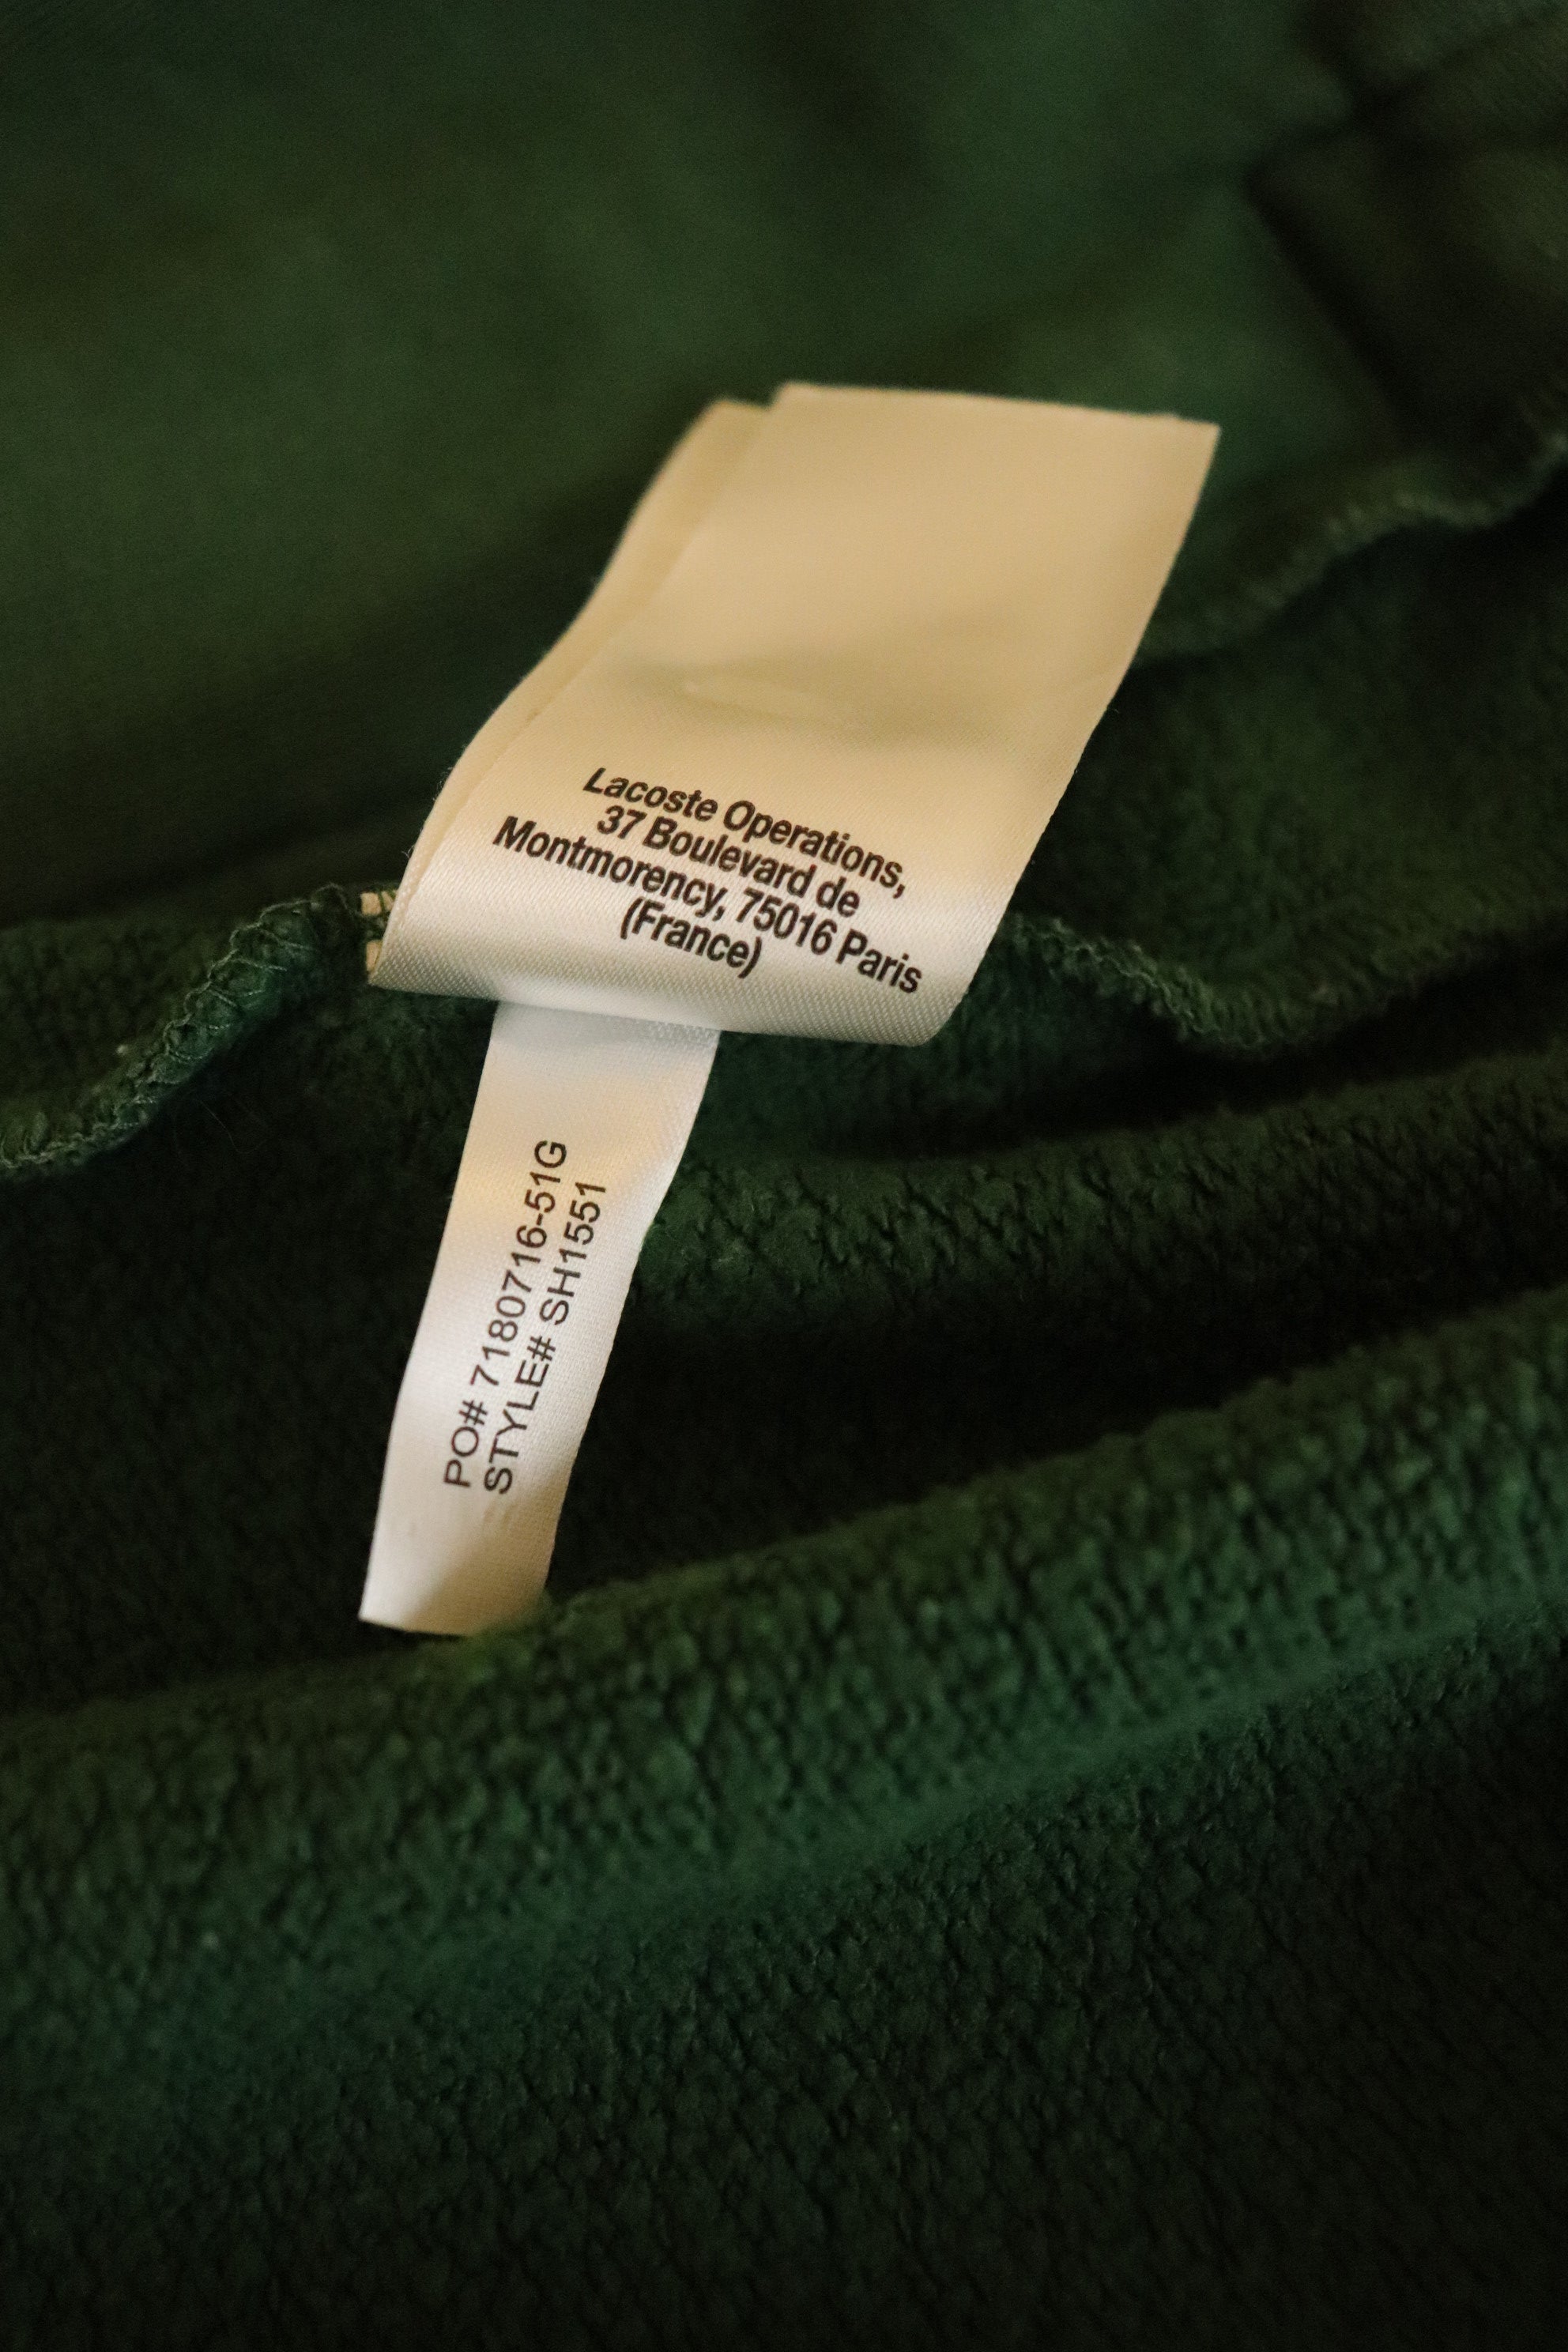 Lacoste Operations,
37 Boulevard de
Montmorency, 75016 Paris
(France)
PO# 7180716-51G
STYLE# SH1551